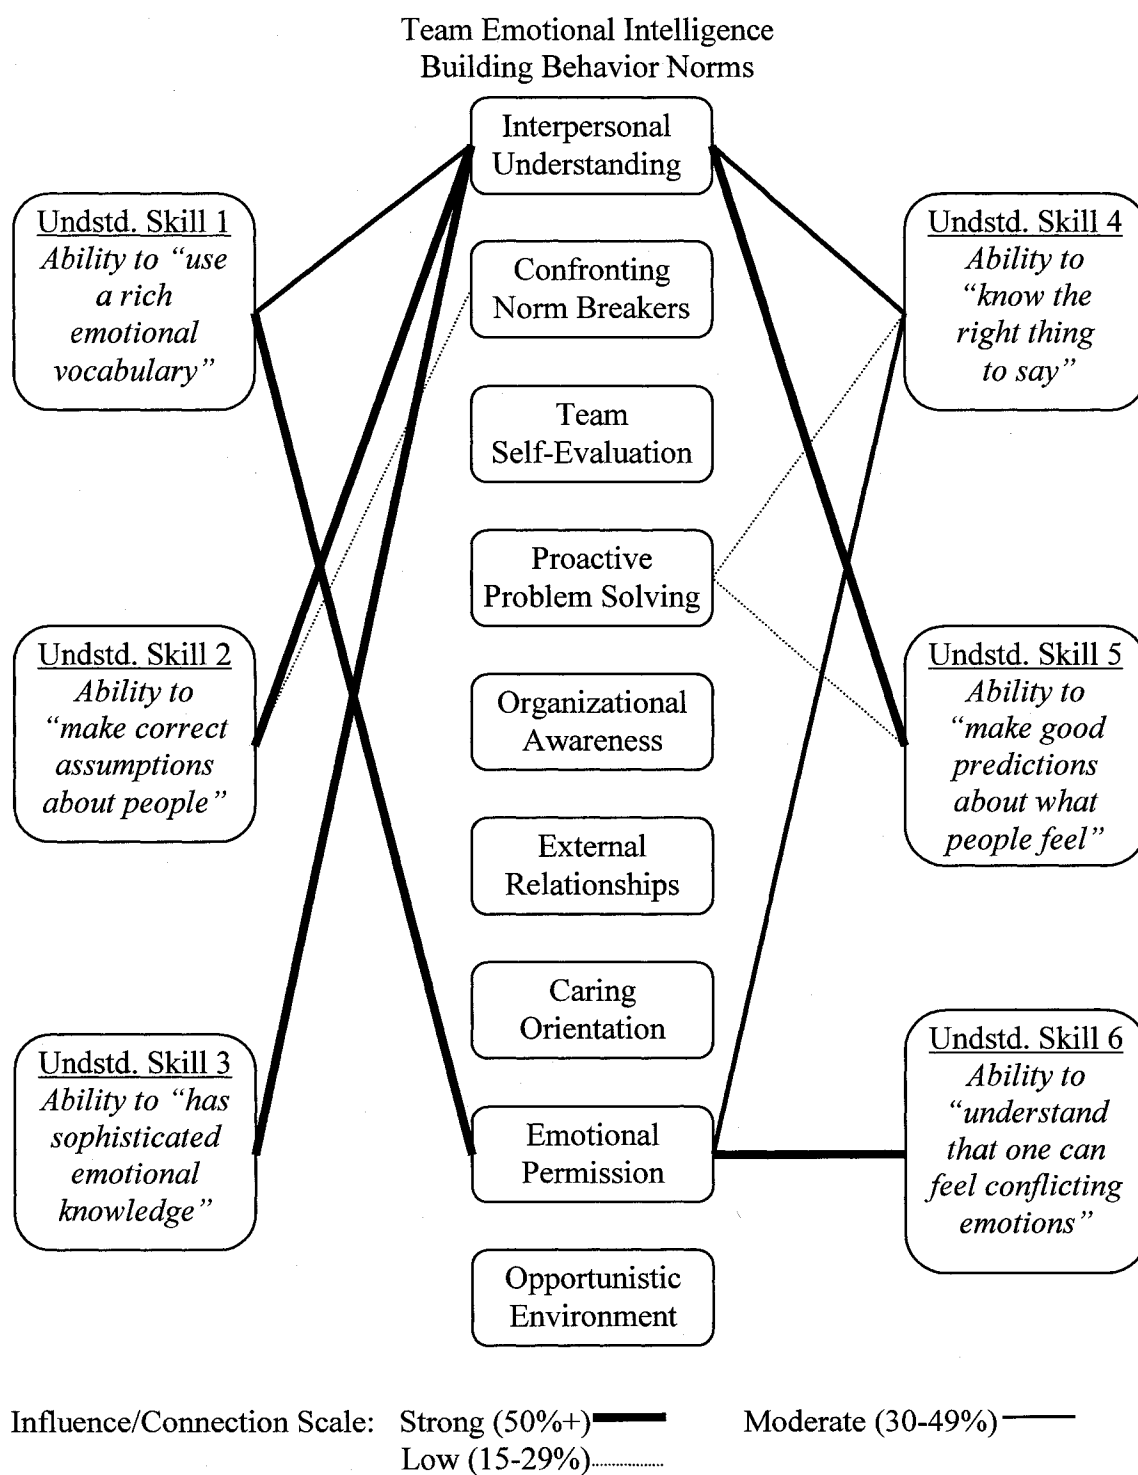 Team Emotional Intelligence
Building Behavior Norms
Interpersonal
Understanding
Undstd. Skill 1
Ability to “use
a rich
emotional
vocabulary”
Confronting
Norm Breakers
Undstd. Skill 4
Ability to
“know the
right thing
to say”
Team
Self-Evaluation
Proactive
Problem Solving
Undstd. Skill 2
Ability to
“make correct
assumptions
about people”
Organizational
Awareness
Undstd. Skill 5
Ability to
“make good
predictions
about what
people feel”
External
Relationships
Caring
Orientation
Undstd. Skill 3
Ability to “has
sophisticated
emotional
knowledge”
Emotional
Permission
Undstd. Skill 6
Ability to
“understand
that one can
feel conflicting
emotions”
Opportunistic
Environment
Influence/Connection Scale: Strong (50%+) Moderate (30-49%)
Low (15-29%)